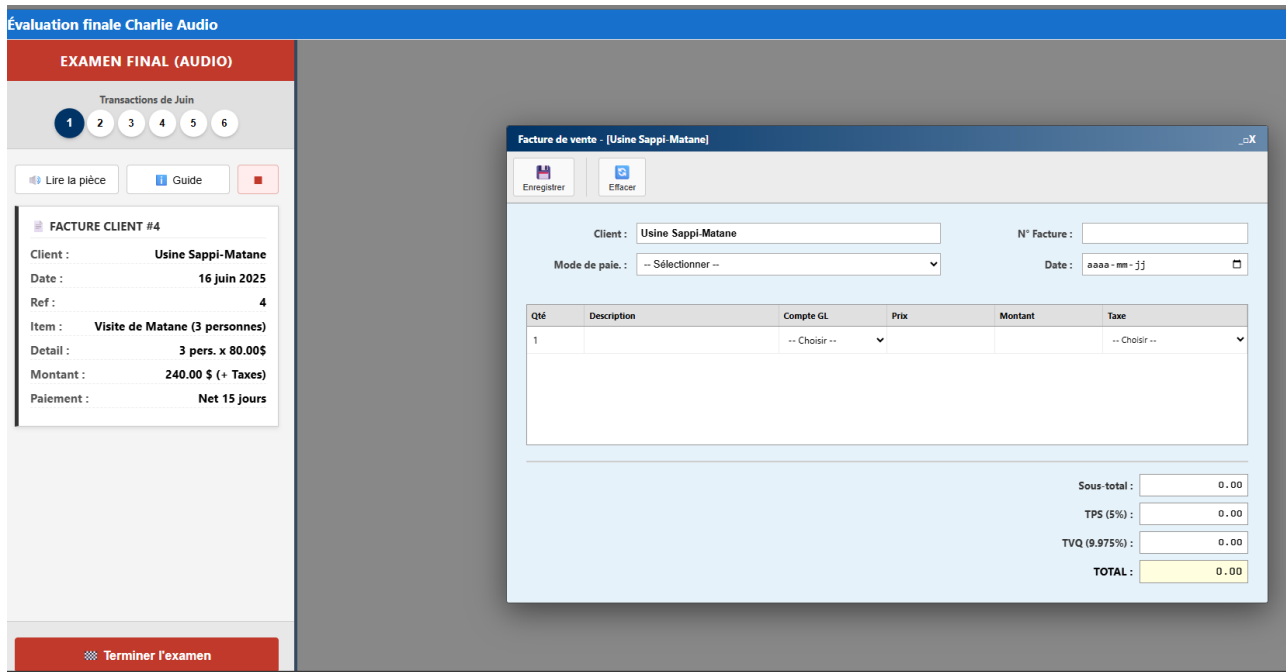 Évaluation finale Charlie Audio
EXAMEN FINAL (AUDIO)
Transactions de Juin
1 2 3 4 5 6
Lire la pièce Guide
FACTURE CLIENT #4
Client : Usine Sappi-Matane
Date : 16 juin 2025
Ref : 4
Item : Visite de Matane (3 personnes)
Detail : 3 pers. x 80.00$
Montant : 240.00 $ (+ Taxes)
Paiement : Net 15 jours
Terminer l'examen
Facture de vente - [Usine Sappi-Matane] _□X
Enregistrer Effacer
Client : Usine Sappi-Matane N° Facture :
Mode de paie. : -- Sélectionner -- Date : aaaa-mm-jj
Qté Description Compte GL Prix Montant Taxe
1 -- Choisir -- -- Choisir --
Sous-total : 0.00
TPS (5%) : 0.00
TVQ (9.975%) : 0.00
TOTAL : 0.00